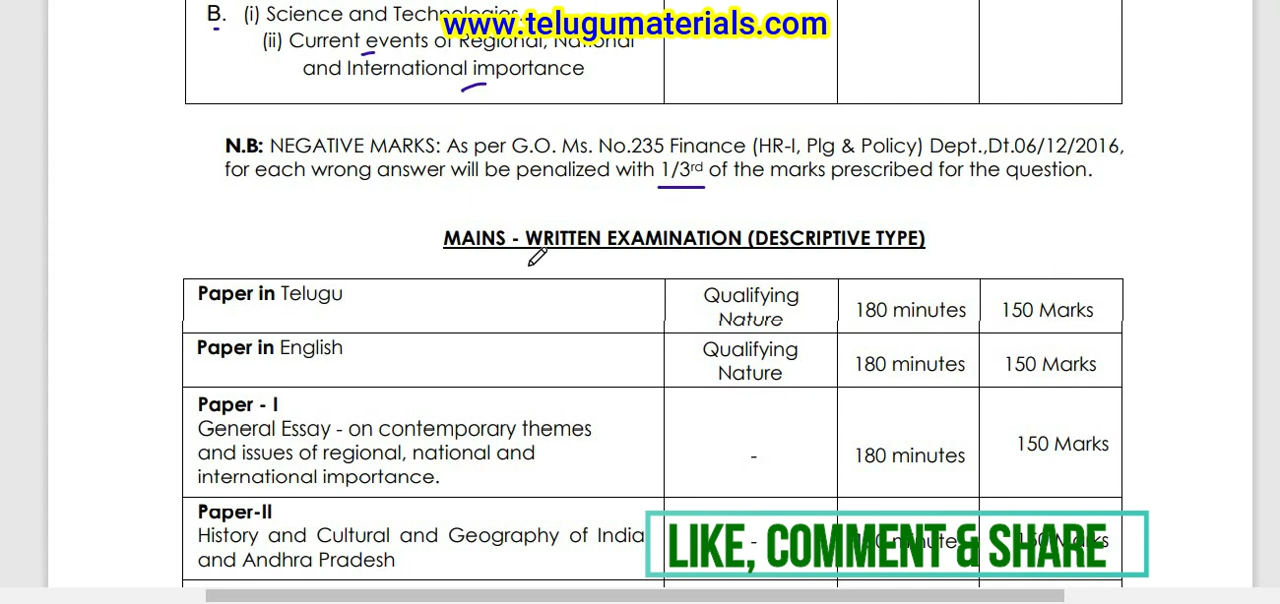 B. (i) Science and Technologies
www.telugumaterials.com
(ii) Current events of Regional, National
and International importance
N.B: NEGATIVE MARKS: As per G.O. Ms. No.235 Finance (HR-I, Plg & Policy) Dept.,Dt.06/12/2016,
for each wrong answer will be penalized with 1/3rd of the marks prescribed for the question.
MAINS - WRITTEN EXAMINATION (DESCRIPTIVE TYPE)
Paper in Telugu
Qualifying
Nature
180 minutes
150 Marks
Paper in English
Qualifying
Nature
180 minutes
150 Marks
Paper - I
General Essay - on contemporary themes
and issues of regional, national and
international importance.
-
180 minutes
150 Marks
Paper-II
History and Cultural and Geography of India
and Andhra Pradesh
-
180 minutes
150 Marks
LIKE, COMMENT & SHARE